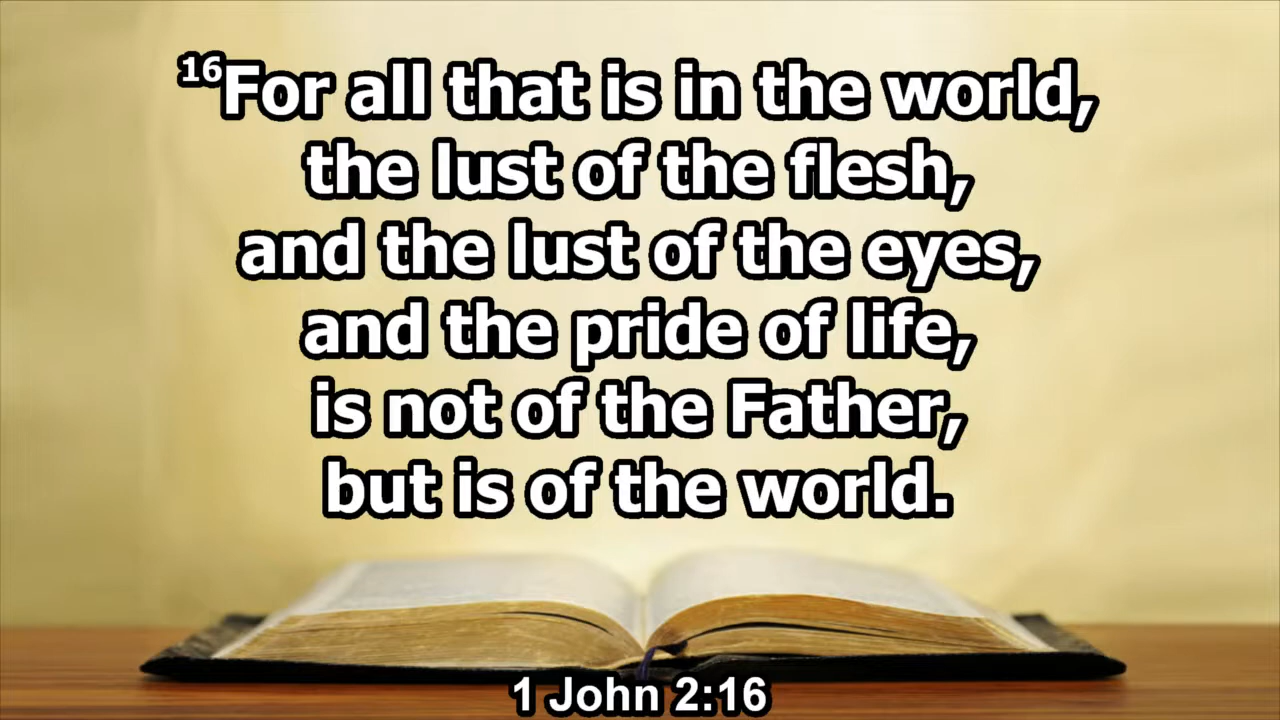 16For all that is in the world,
the lust of the flesh,
and the lust of the eyes,
and the pride of life,
is not of the Father,
but is of the world.
1 John 2:16